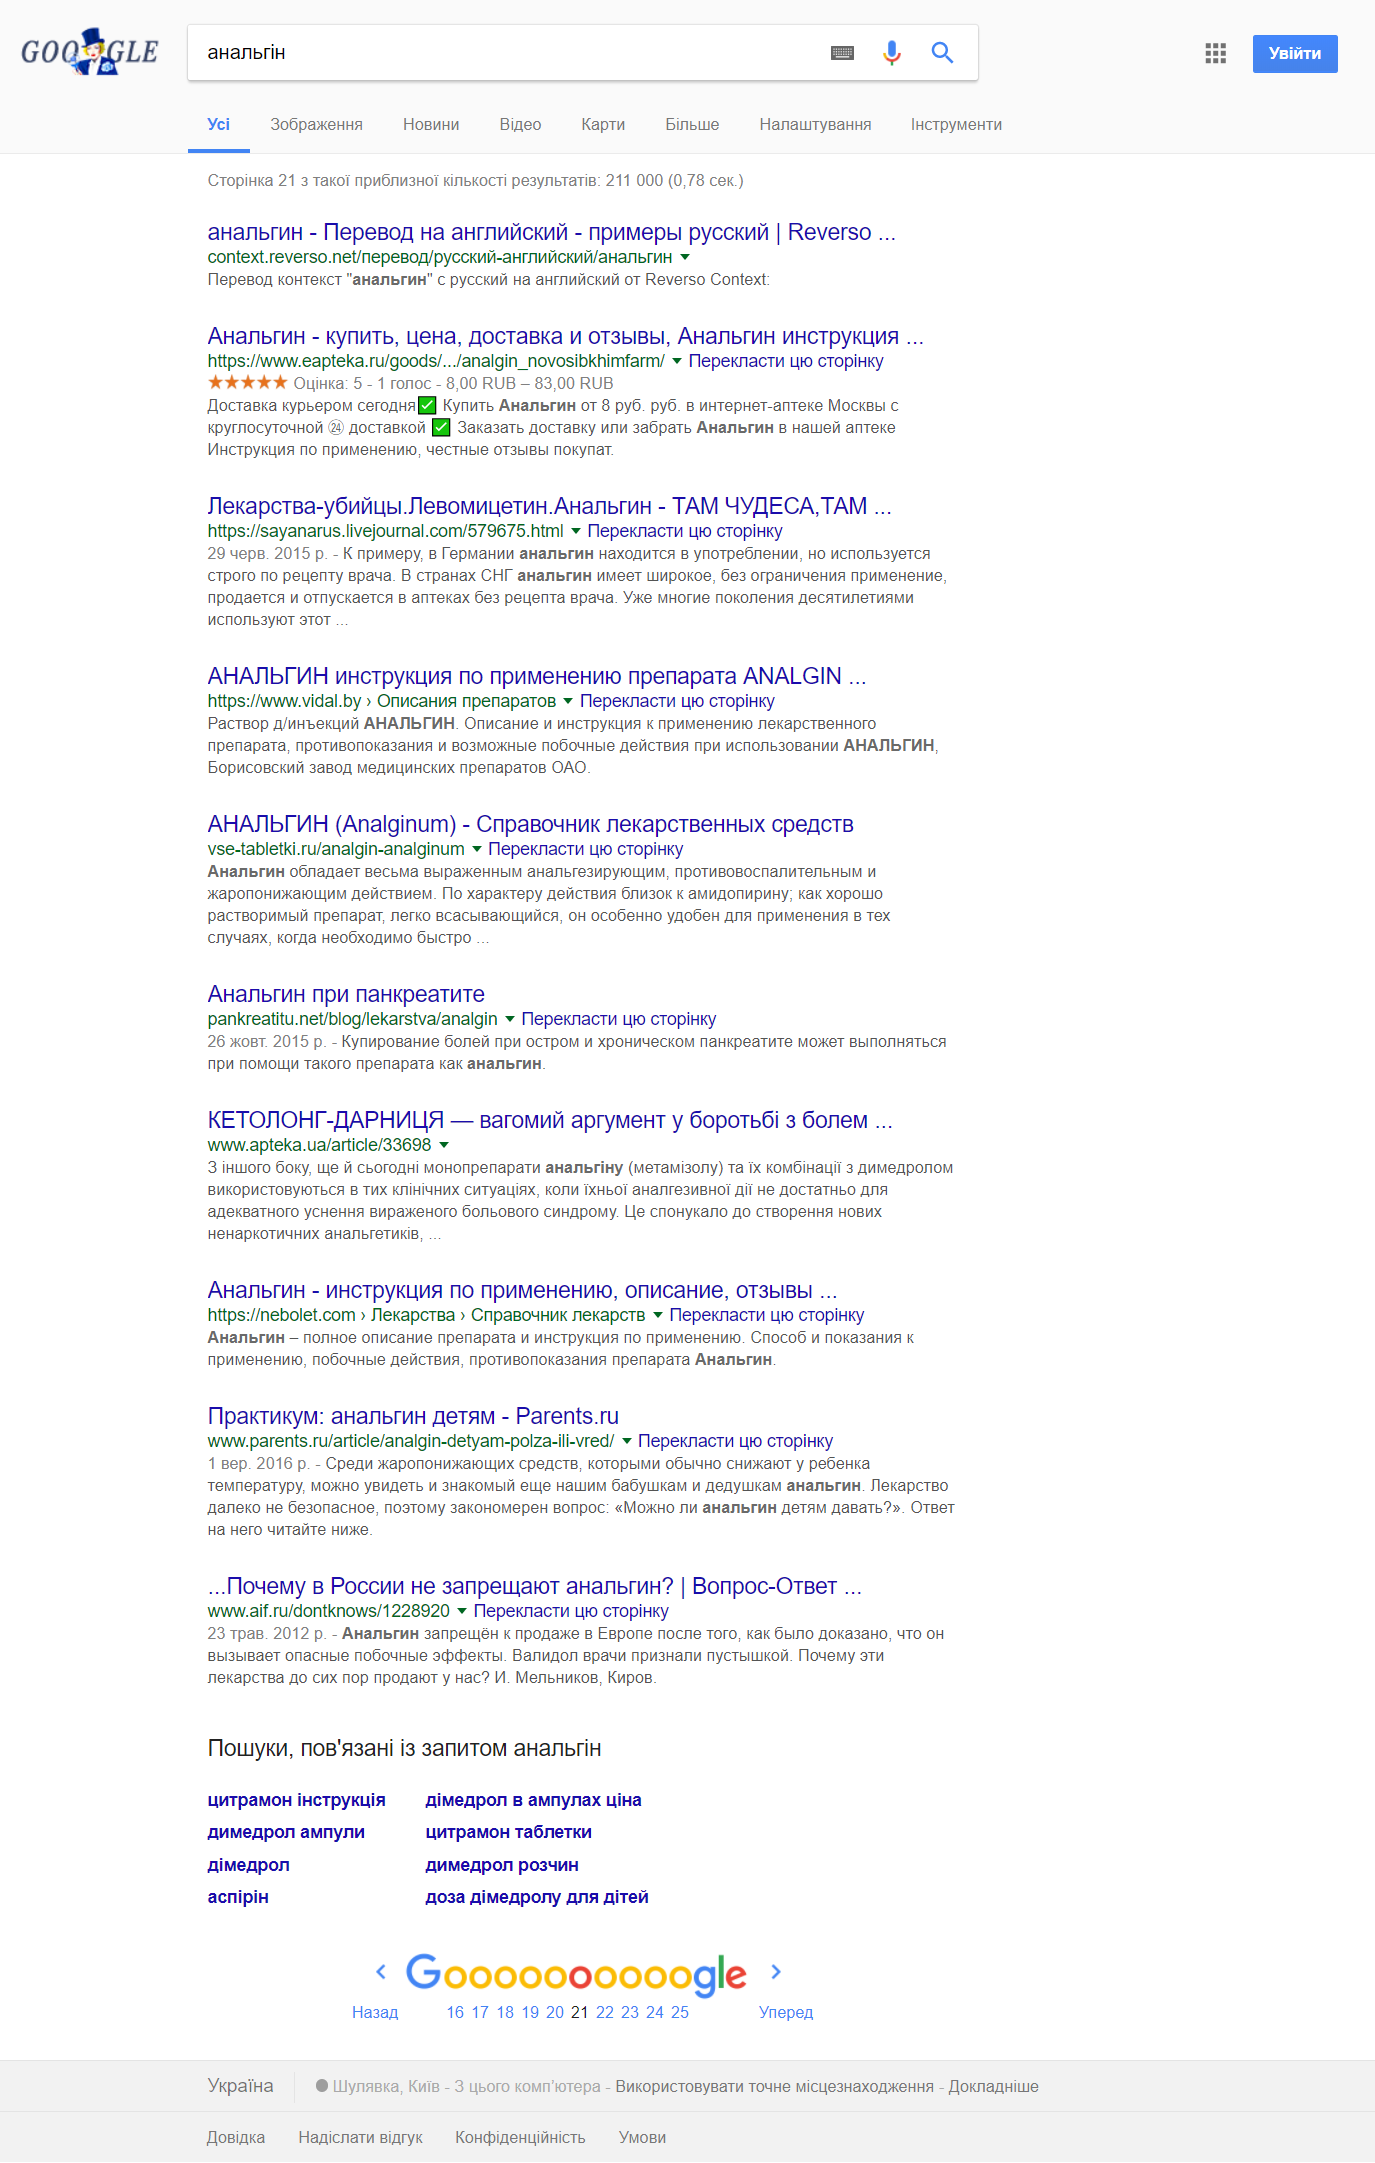 GOOGLE
анальгін
Увійти
Усі Зображення Новини Відео Карти Більше Налаштування Інструменти
Сторінка 21 з такої приблизної кількості результатів: 211 000 (0,78 сек.)
анальгин - Перевод на английский - примеры русский | Reverso ...
context.reverso.net/перевод/русский-английский/анальгин
Перевод контекст "анальгин" с русский на английский от Reverso Context:
Анальгин - купить, цена, доставка и отзывы, Анальгин инструкция ...
https://www.eapteka.ru/goods/.../analgin_novosibkhimfarm/ Перекласти цю сторінку
★★★★★ Оцінка: 5 - 1 голос - 8,00 RUB – 83,00 RUB
Доставка курьером сегодня✅ Купить Анальгин от 8 руб. руб. в интернет-аптеке Москвы с
круглосуточной ㉔ доставкой ✅ Заказать доставку или забрать Анальгин в нашей аптеке
Инструкция по применению, честные отзывы покупат.
Лекарства-убийцы.Левомицетин.Анальгин - ТАМ ЧУДЕСА,ТАМ ...
https://sayanarus.livejournal.com/579675.html Перекласти цю сторінку
29 черв. 2015 р. - К примеру, в Германии анальгин находится в употреблении, но используется
строго по рецепту врача. В странах СНГ анальгин имеет широкое, без ограничения применение,
продается и отпускается в аптеках без рецепта врача. Уже многие поколения десятилетиями
используют этот ...
АНАЛЬГИН инструкция по применению препарата ANALGIN ...
https://www.vidal.by › Описания препаратов Перекласти цю сторінку
Раствор д/инъекций АНАЛЬГИН. Описание и инструкция к применению лекарственного
препарата, противопоказания и возможные побочные действия при использовании АНАЛЬГИН,
Борисовский завод медицинских препаратов ОАО.
АНАЛЬГИН (Analginum) - Справочник лекарственных средств
vse-tabletki.ru/analgin-analginum Перекласти цю сторінку
Анальгин обладает весьма выраженным анальгезирующим, противовоспалительным и
жаропонижающим действием. По характеру действия близок к амидопирину; как хорошо
растворимый препарат, легко всасывающийся, он особенно удобен для применения в тех
случаях, когда необходимо быстро ...
Анальгин при панкреатите
pankreatitu.net/blog/lekarstva/analgin Перекласти цю сторінку
26 жовт. 2015 р. - Купирование болей при остром и хроническом панкреатите может выполняться
при помощи такого препарата как анальгин.
КЕТОЛОНГ-ДАРНИЦЯ — вагомий аргумент у боротьбі з болем ...
www.apteka.ua/article/33698
З іншого боку, ще й сьогодні монопрепарати анальгіну (метамізолу) та їх комбінації з димедролом
використовуються в тих клінічних ситуаціях, коли їхньої аналгезивної дії не достатньо для
адекватного уснення вираженого больового синдрому. Це спонукало до створення нових
ненаркотичних анальгетиків, ...
Анальгин - инструкция по применению, описание, отзывы ...
https://nebolet.com › Лекарства › Справочник лекарств Перекласти цю сторінку
Анальгин – полное описание препарата и инструкция по применению. Способ и показания к
применению, побочные действия, противопоказания препарата Анальгин.
Практикум: анальгин детям - Parents.ru
www.parents.ru/article/analgin-detyam-polza-ili-vred/ Перекласти цю сторінку
1 вер. 2016 р. - Среди жаропонижающих средств, которыми обычно снижают у ребенка
температуру, можно увидеть и знакомый еще нашим бабушкам и дедушкам анальгин. Лекарство
далеко не безопасное, поэтому закономерен вопрос: «Можно ли анальгин детям давать?». Ответ
на него читайте ниже.
...Почему в России не запрещают анальгин? | Вопрос-Ответ ...
www.aif.ru/dontknows/1228920 Перекласти цю сторінку
23 трав. 2012 р. - Анальгин запрещён к продаже в Европе после того, как было доказано, что он
вызывает опасные побочные эффекты. Валидол врачи признали пустышкой. Почему эти
лекарства до сих пор продают у нас? И. Мельников, Киров.
Пошуки, пов'язані із запитом анальгін
цитрамон інструкція дімедрол в ампулах ціна
димедрол ампули цитрамон таблетки
дімедрол димедрол розчин
аспірін доза дімедролу для дітей
Goooooooooogle
Назад 16 17 18 19 20 21 22 23 24 25 Уперед
Україна Шулявка, Київ - З цього комп'ютера - Використовувати точне місцезнаходження - Докладніше
Довідка Надіслати відгук Конфіденційність Умови